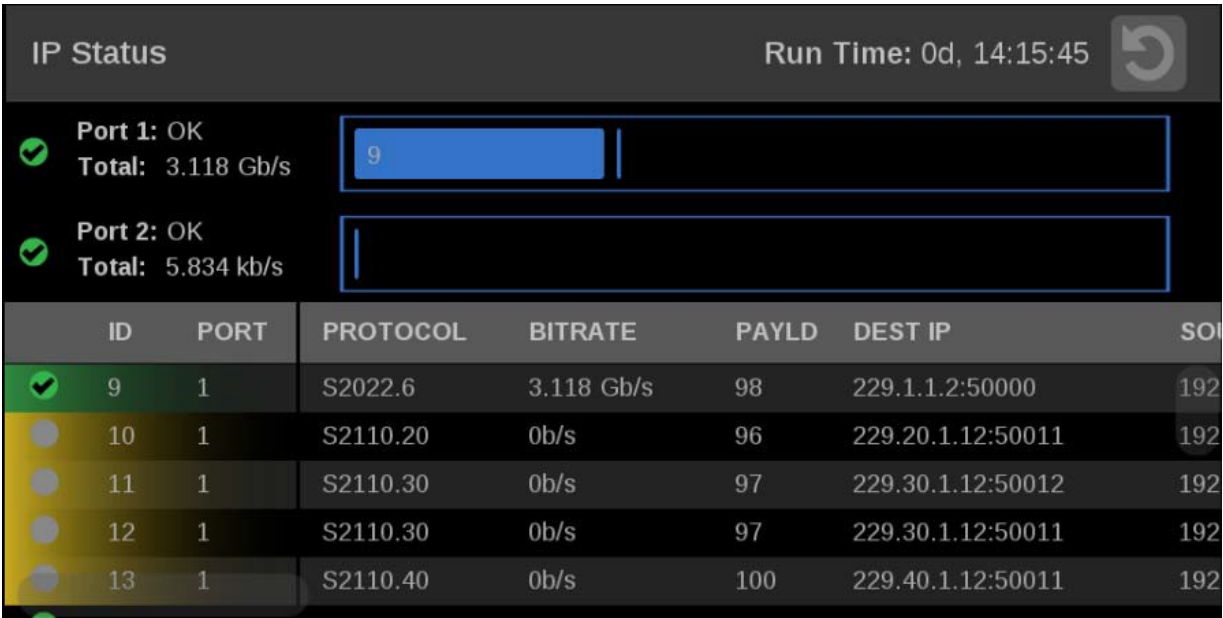 IP Status Run Time: 0d, 14:15:45
Port 1: OK
Total: 3.118 Gb/s
9
Port 2: OK
Total: 5.834 kb/s
ID PORT PROTOCOL BITRATE PAYLD DEST IP SOU
9 1 S2022.6 3.118 Gb/s 98 229.1.1.2:50000 192
10 1 S2110.20 0b/s 96 229.20.1.12:50011 192
11 1 S2110.30 0b/s 97 229.30.1.12:50012 192
12 1 S2110.30 0b/s 97 229.30.1.12:50011 192
13 1 S2110.40 0b/s 100 229.40.1.12:50011 192